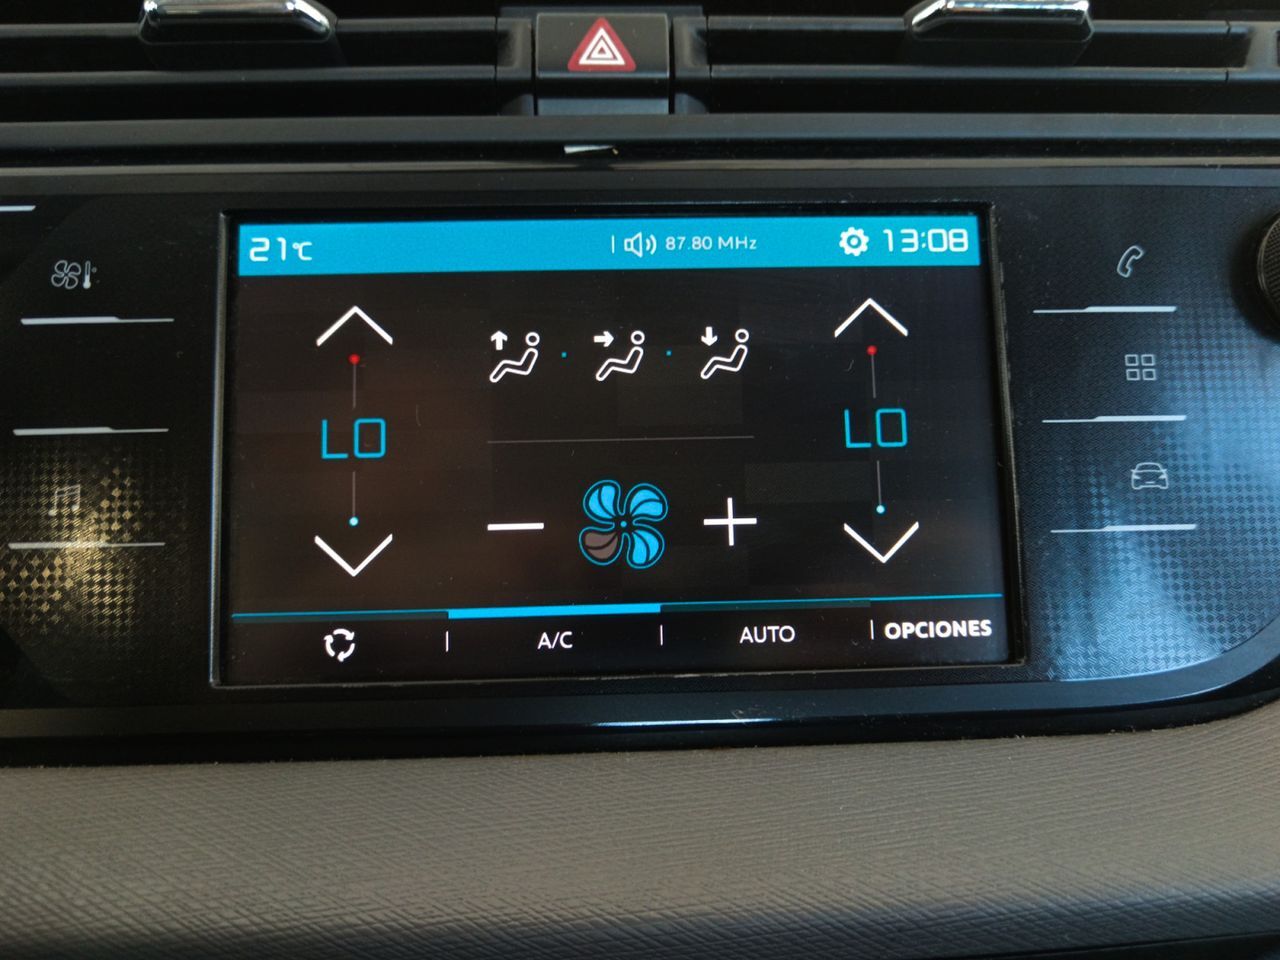 21°C 87.80 MHz 13:08
LO LO
A/C AUTO OPCIONES